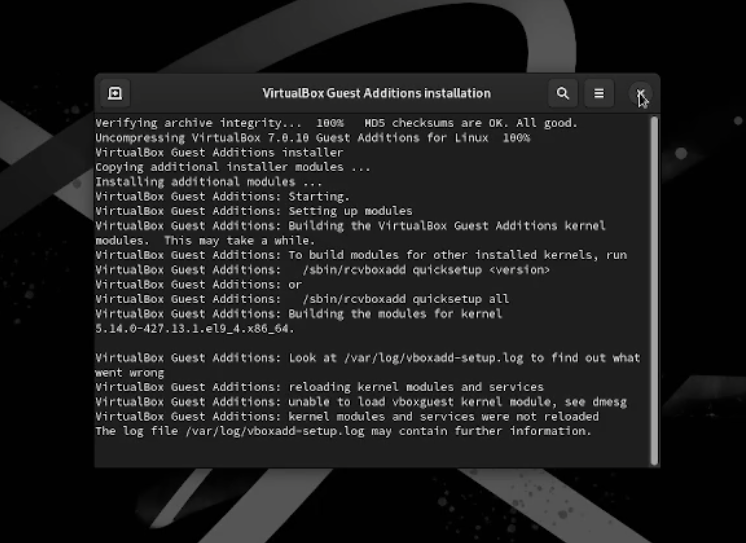 VirtualBox Guest Additions installation
Verifying archive integrity...  100%   MD5 checksums are OK. All good.
Uncompressing VirtualBox 7.0.10 Guest Additions for Linux  100%
VirtualBox Guest Additions installer
Copying additional installer modules ...
Installing additional modules ...
VirtualBox Guest Additions: Starting.
VirtualBox Guest Additions: Setting up modules
VirtualBox Guest Additions: Building the VirtualBox Guest Additions kernel
modules.  This may take a while.
VirtualBox Guest Additions: To build modules for other installed kernels, run
VirtualBox Guest Additions:   /sbin/rcvboxadd quicksetup <version>
VirtualBox Guest Additions: or
VirtualBox Guest Additions:   /sbin/rcvboxadd quicksetup all
VirtualBox Guest Additions: Building the modules for kernel
5.14.0-427.13.1.el9_4.x86_64.
VirtualBox Guest Additions: Look at /var/log/vboxadd-setup.log to find out what
went wrong
VirtualBox Guest Additions: reloading kernel modules and services
VirtualBox Guest Additions: unable to load vboxguest kernel module, see dmesg
VirtualBox Guest Additions: kernel modules and services were not reloaded
The log file /var/log/vboxadd-setup.log may contain further information.